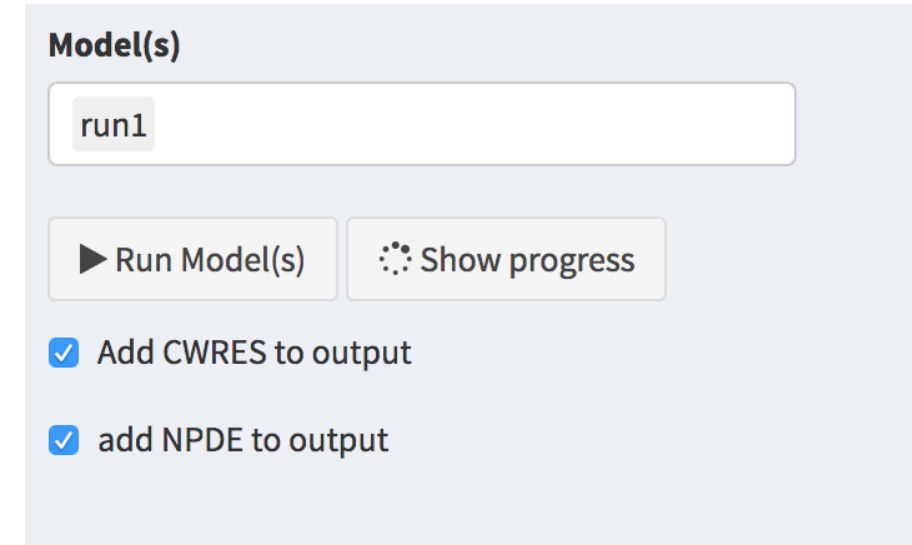 Model(s)
run1
Run Model(s) Show progress
Add CWRES to output
add NPDE to output